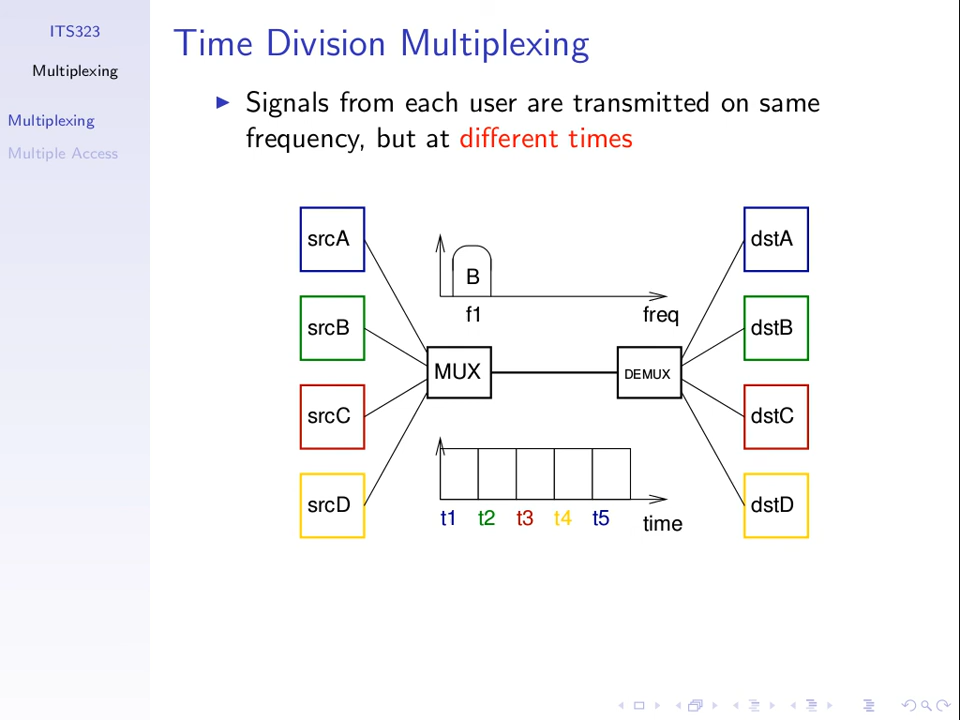 ITS323
Multiplexing
Multiplexing
Multiple Access
Time Division Multiplexing
Signals from each user are transmitted on same
frequency, but at different times
srcA
srcB
srcC
srcD
B
f1
freq
MUX
DEMUX
t1 t2 t3 t4 t5
time
dstA
dstB
dstC
dstD